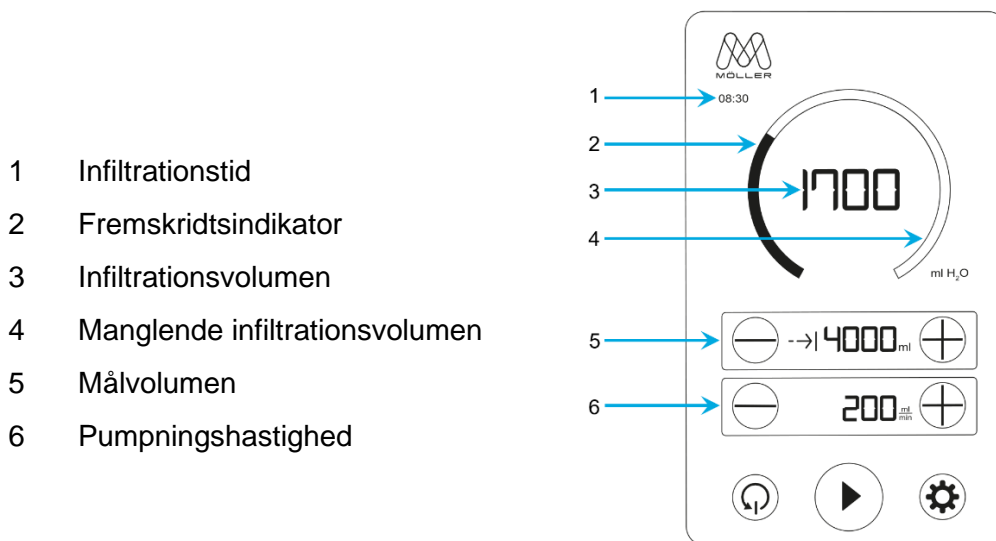 1 Infiltrationstid
2 Fremskridtsindikator
3 Infiltrationsvolumen
4 Manglende infiltrationsvolumen
5 Målvolumen
6 Pumpningshastighed
MÖLLER
1
08:30
2
3
1700
4
ml H₂O
5
4000 ml
6
200 ml/min